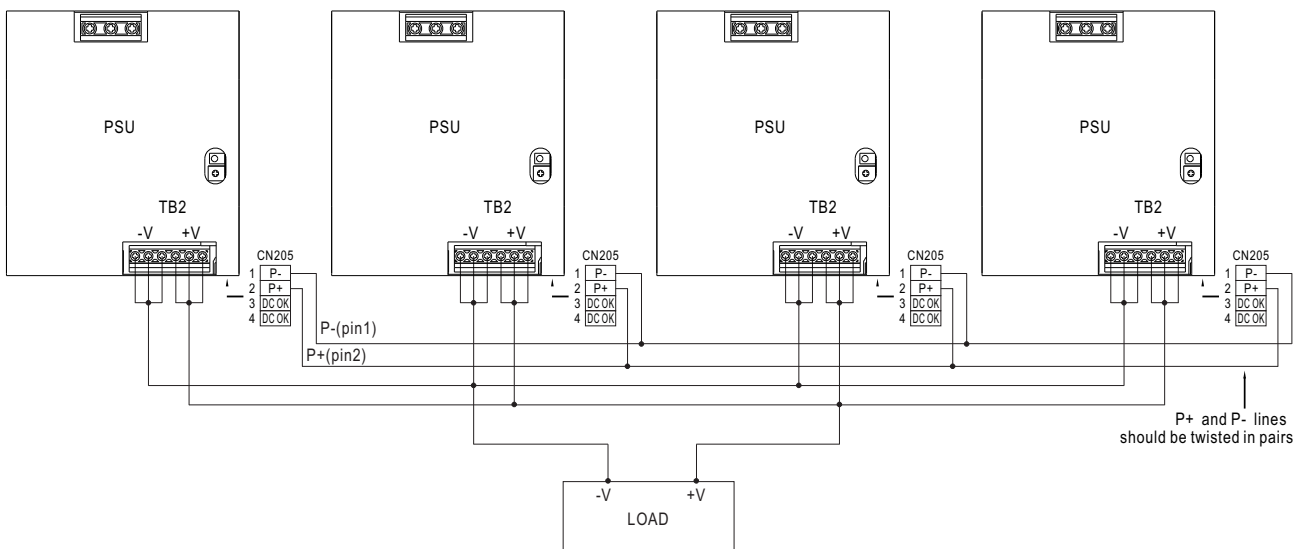 PSU PSU PSU PSU
TB2 TB2 TB2 TB2
-V +V -V +V -V +V -V +V
CN205 CN205 CN205 CN205
1 P- 1 P- 1 P- 1 P-
2 P+ 2 P+ 2 P+ 2 P+
3 DC OK 3 DC OK 3 DC OK 3 DC OK
4 DC OK 4 DC OK 4 DC OK 4 DC OK
P-(pin1)
P+(pin2)
P+ and P- lines
should be twisted in pairs
-V +V
LOAD